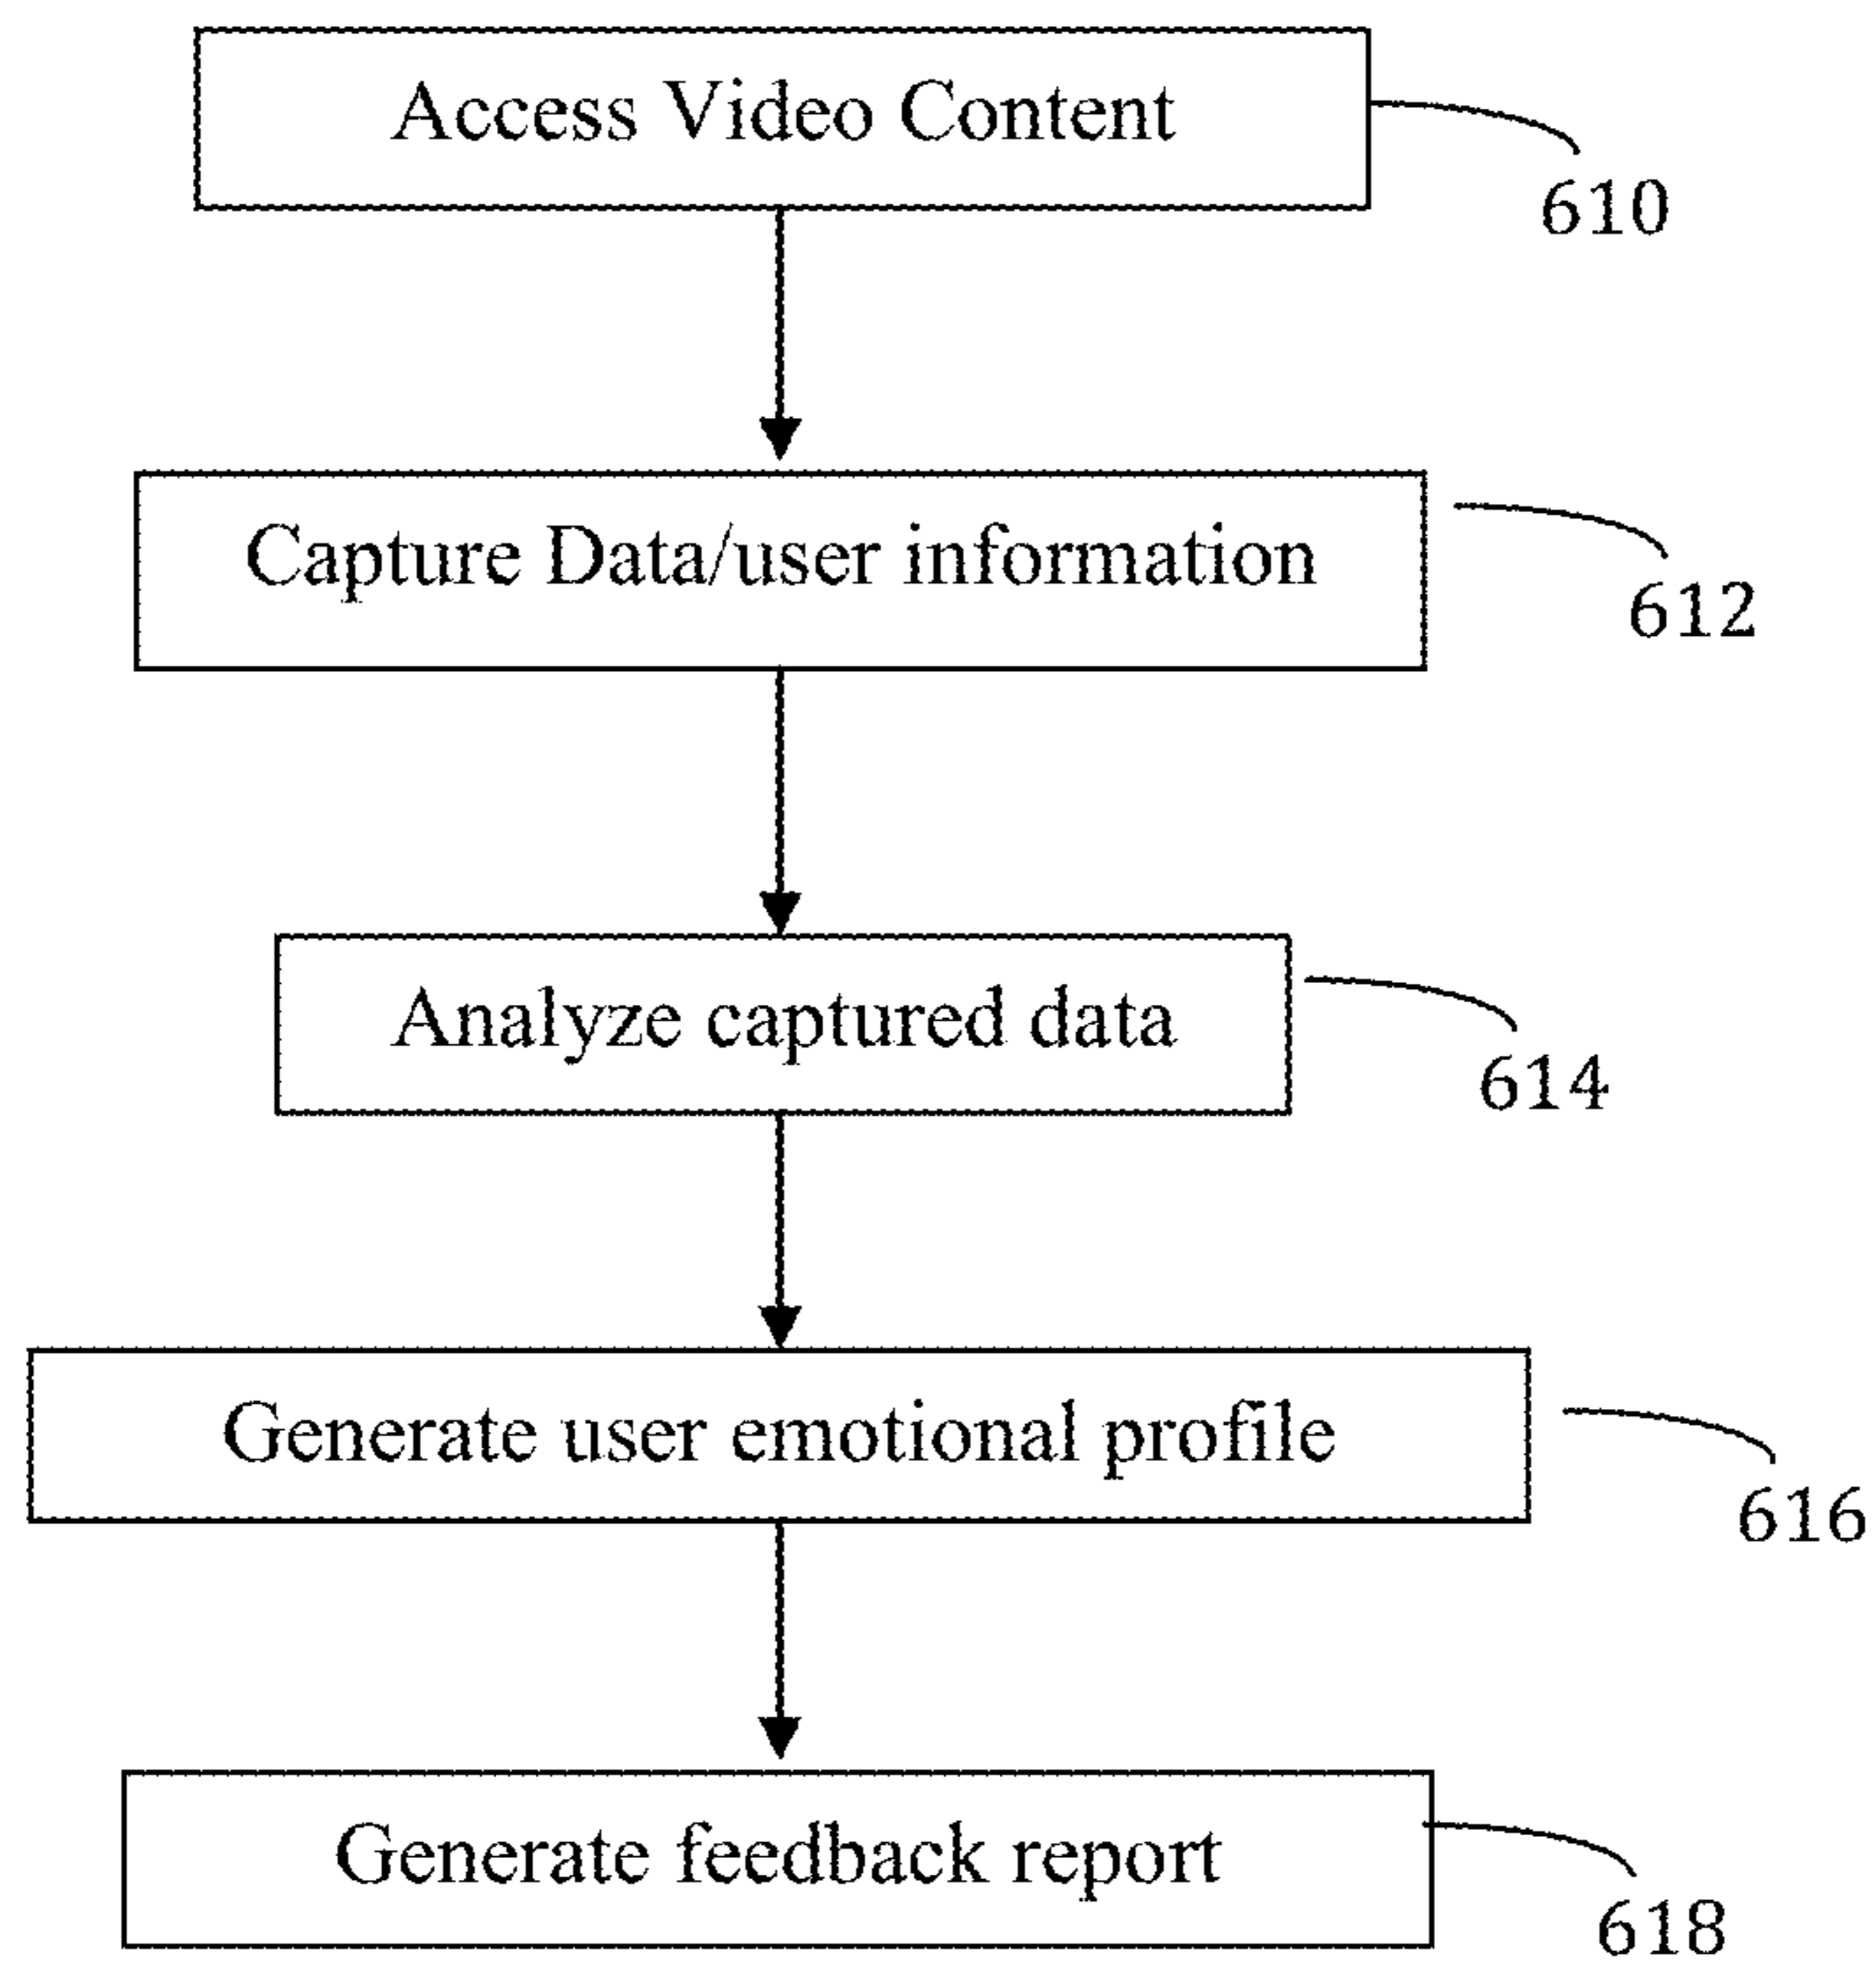 Access Video Content
610
Capture Data/user information
612
Analyze captured data
614
Generate user emotional profile
616
Generate feedback report
618